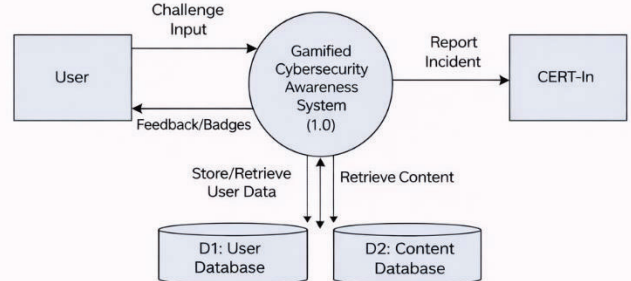 Challenge
Input
User
Gamified
Cybersecurity
Awareness
System
(1.0)
Report
Incident
CERT-In
Feedback/Badges
Store/Retrieve
User Data
Retrieve Content
D1: User
Database
D2: Content
Database